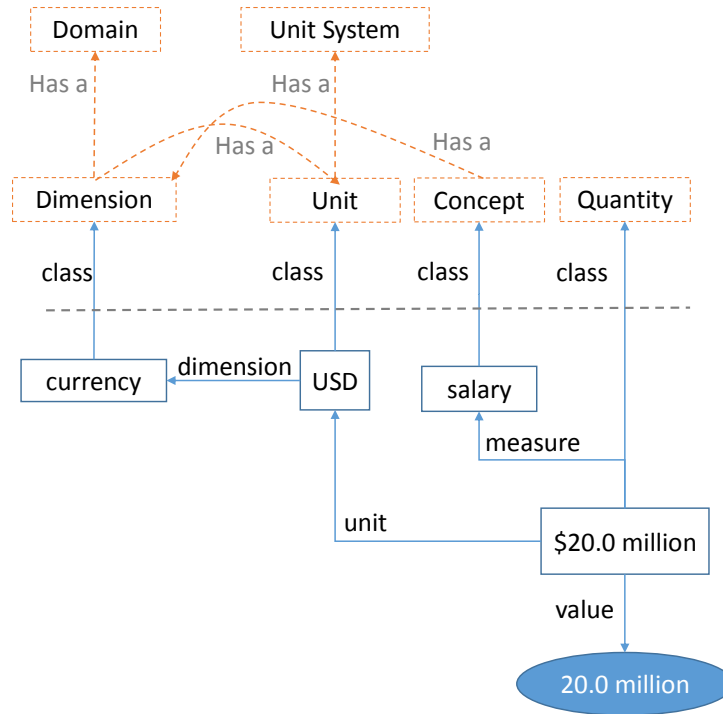 Domain
Unit System
Has a
Has a
Has a
Has a
Dimension
Unit
Concept
Quantity
class
class
class
class
currency
dimension
USD
salary
measure
unit
$20.0 million
value
20.0 million